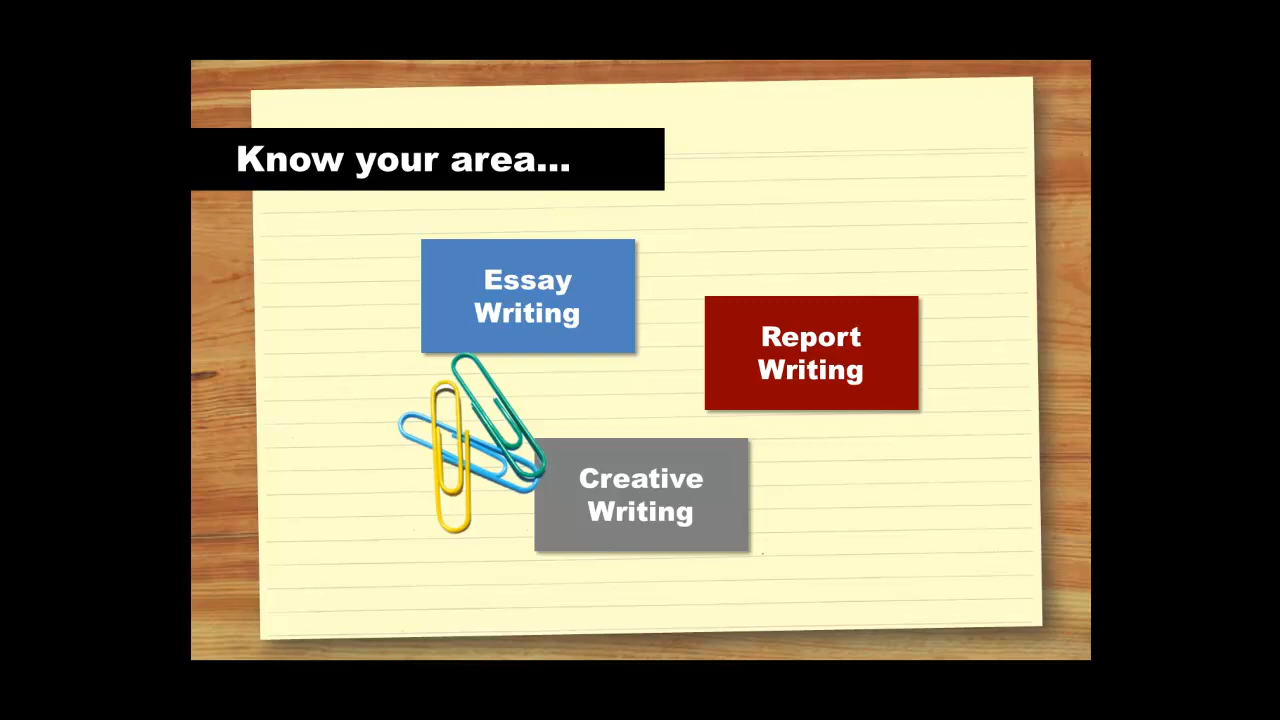 Know your area...
Essay
Writing
Report
Writing
Creative
Writing